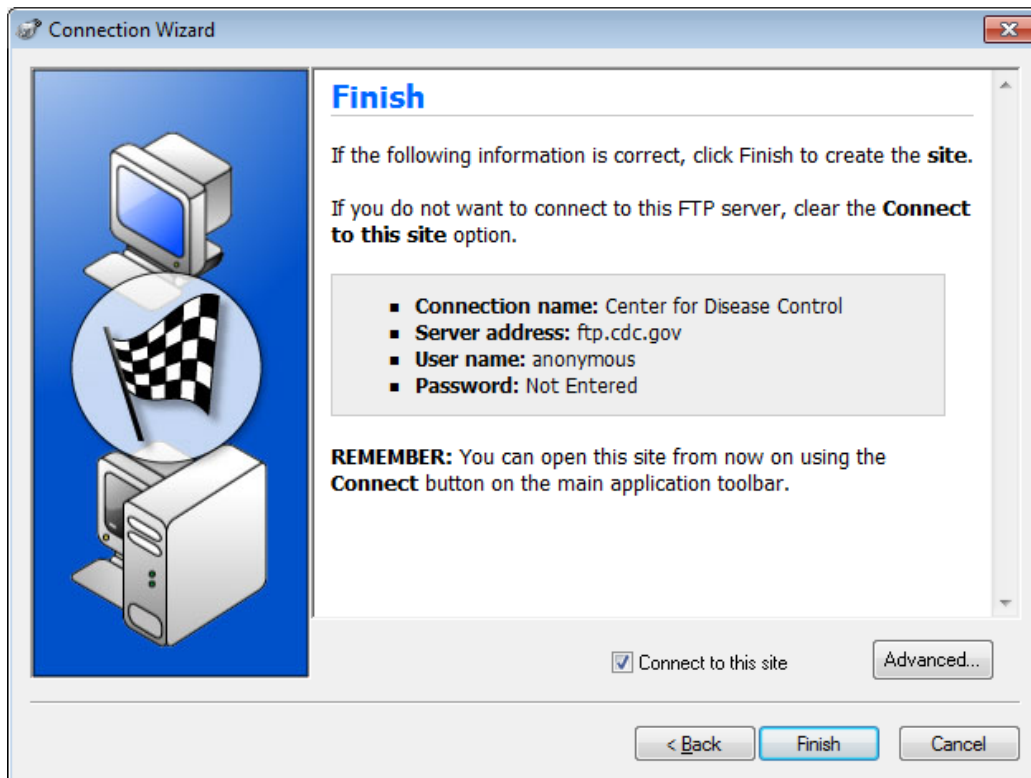 Connection Wizard
Finish
If the following information is correct, click Finish to create the site.
If you do not want to connect to this FTP server, clear the Connect
to this site option.
Connection name: Center for Disease Control
Server address: ftp.cdc.gov
User name: anonymous
Password: Not Entered
REMEMBER: You can open this site from now on using the
Connect button on the main application toolbar.
Connect to this site
Advanced...
< Back
Finish
Cancel